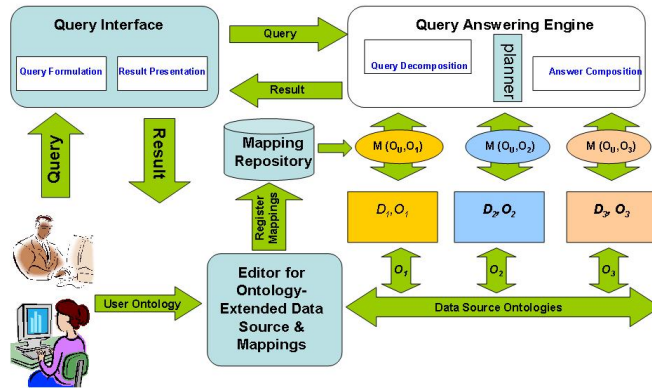 Query Interface
Query Formulation
Result Presentation
Query
Result
Query Answering Engine
Query Decomposition
planner
Answer Composition
Query
Result
Mapping
Repository
M (OU,O1)
M (OU,O2)
M (OU,O3)
Register
Mappings
D1, O1
D2, O2
D3, O3
O1
O2
O3
User Ontology
Editor for
Ontology-
Extended Data
Source &
Mappings
Data Source Ontologies